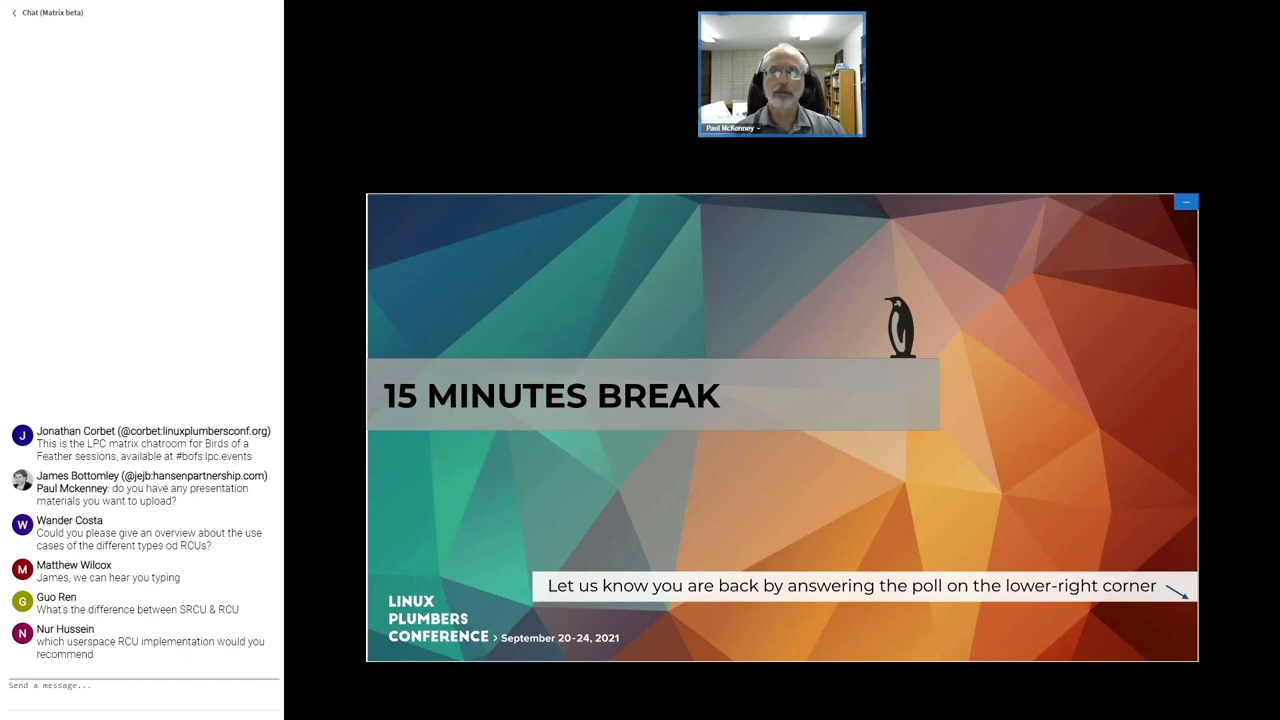 Chat (Matrix beta)
Paul McKenney
15 MINUTES BREAK
Let us know you are back by answering the poll on the lower-right corner
LINUX
PLUMBERS
CONFERENCE > September 20-24, 2021
J
Jonathan Corbet (@corbet:linuxplumbersconf.org)
This is the LPC matrix chatroom for Birds of a
Feather sessions, available at #bofs:lpc.events
James Bottomley (@jejb:hansenpartnership.com)
Paul Mckenney: do you have any presentation
materials you want to upload?
W
Wander Costa
Could you please give an overview about the use
cases of the different types od RCUs?
M
Matthew Wilcox
James, we can hear you typing
G
Guo Ren
What's the difference between SRCU & RCU
N
Nur Hussein
which userspace RCU implementation would you
recommend
Send a message...